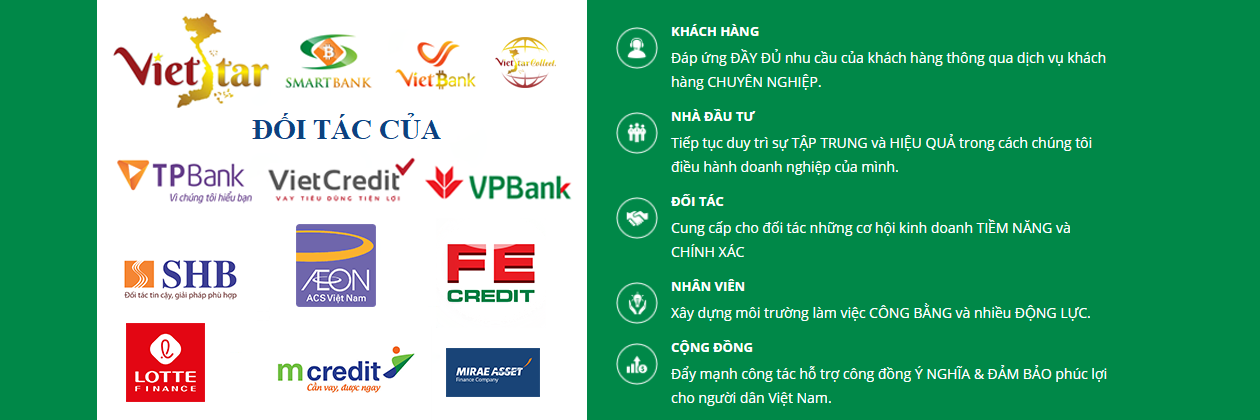 VietStar
SMARTBANK
VietBank
VietStar Collect.
ĐỐI TÁC CỦA
TPBank
Vì chúng tôi hiểu bạn
VietCredit
VAY TIÊU DÙNG TIỆN LỢI
VPBank
SHB
Đối tác tin cậy, giải pháp phù hợp
ÆON
ACS Việt Nam
FE
CREDIT
LOTTE
FINANCE
mcredit
Cần vay, được ngay
MIRAE ASSET
Finance Company
KHÁCH HÀNG
Đáp ứng ĐẦY ĐỦ nhu cầu của khách hàng thông qua dịch vụ khách
hàng CHUYÊN NGHIỆP.
NHÀ ĐẦU TƯ
Tiếp tục duy trì sự TẬP TRUNG và HIỆU QUẢ trong cách chúng tôi
điều hành doanh nghiệp của mình.
ĐỐI TÁC
Cung cấp cho đối tác những cơ hội kinh doanh TIỀM NĂNG và
CHÍNH XÁC
NHÂN VIÊN
Xây dựng môi trường làm việc CÔNG BẰNG và nhiều ĐỘNG LỰC.
CỘNG ĐỒNG
Đẩy mạnh công tác hỗ trợ công đồng Ý NGHĨA & ĐẢM BẢO phúc lợi
cho người dân Việt Nam.